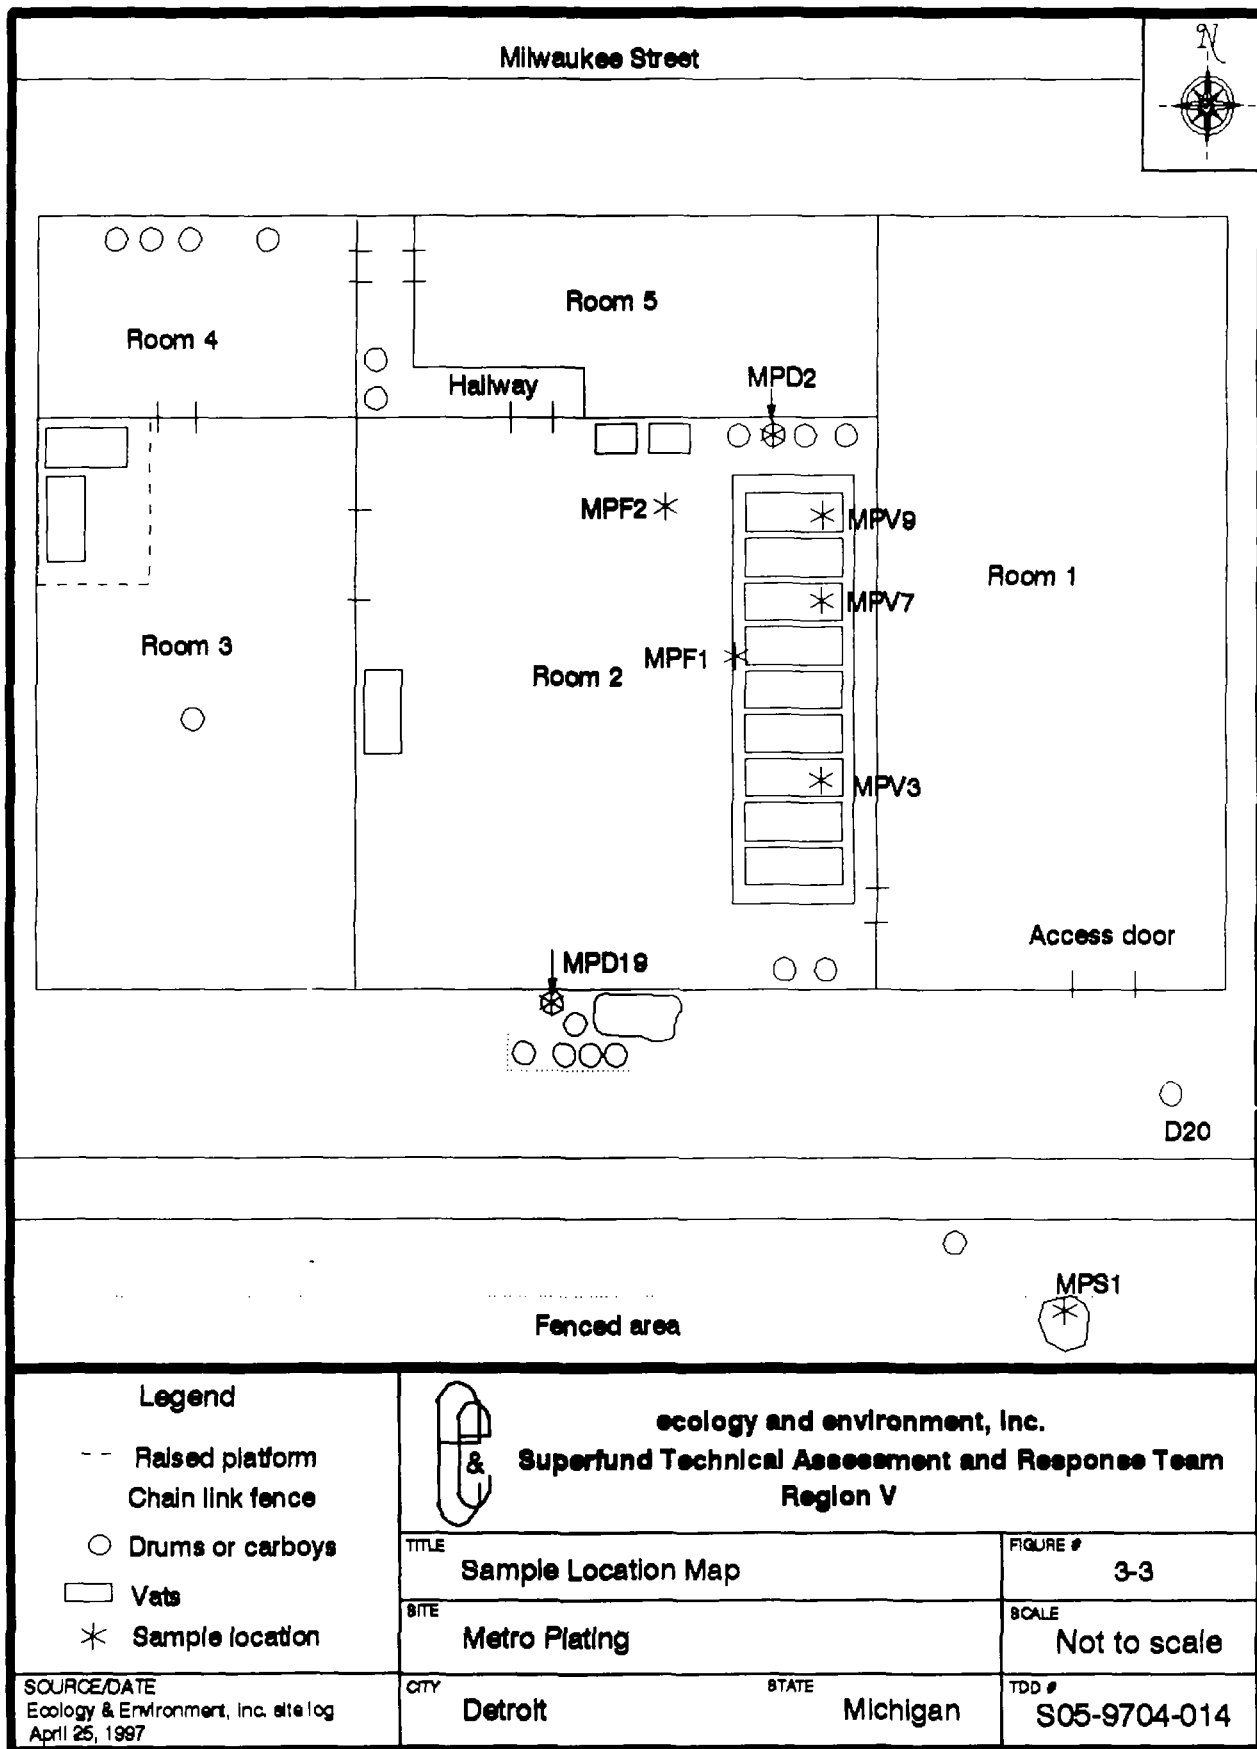 Milwaukee Street
N
Room 5
Room 4
Hallway
MPD2
MPF2
MPV9
Room 1
MPV7
Room 3
MPF1
Room 2
MPV3
Access door
MPD19
D20
MPS1
Fenced area
Legend
Raised platform
Chain link fence
Drums or carboys
Vats
Sample location
SOURCE/DATE
Ecology & Environment, Inc. site log
April 25, 1997
&
ecology and environment, inc.
Superfund Technical Assessment and Response Team
Region V
TITLE
Sample Location Map
FIGURE #
3-3
SITE
Metro Plating
SCALE
Not to scale
CITY
Detroit
STATE
Michigan
TDD #
S05-9704-014